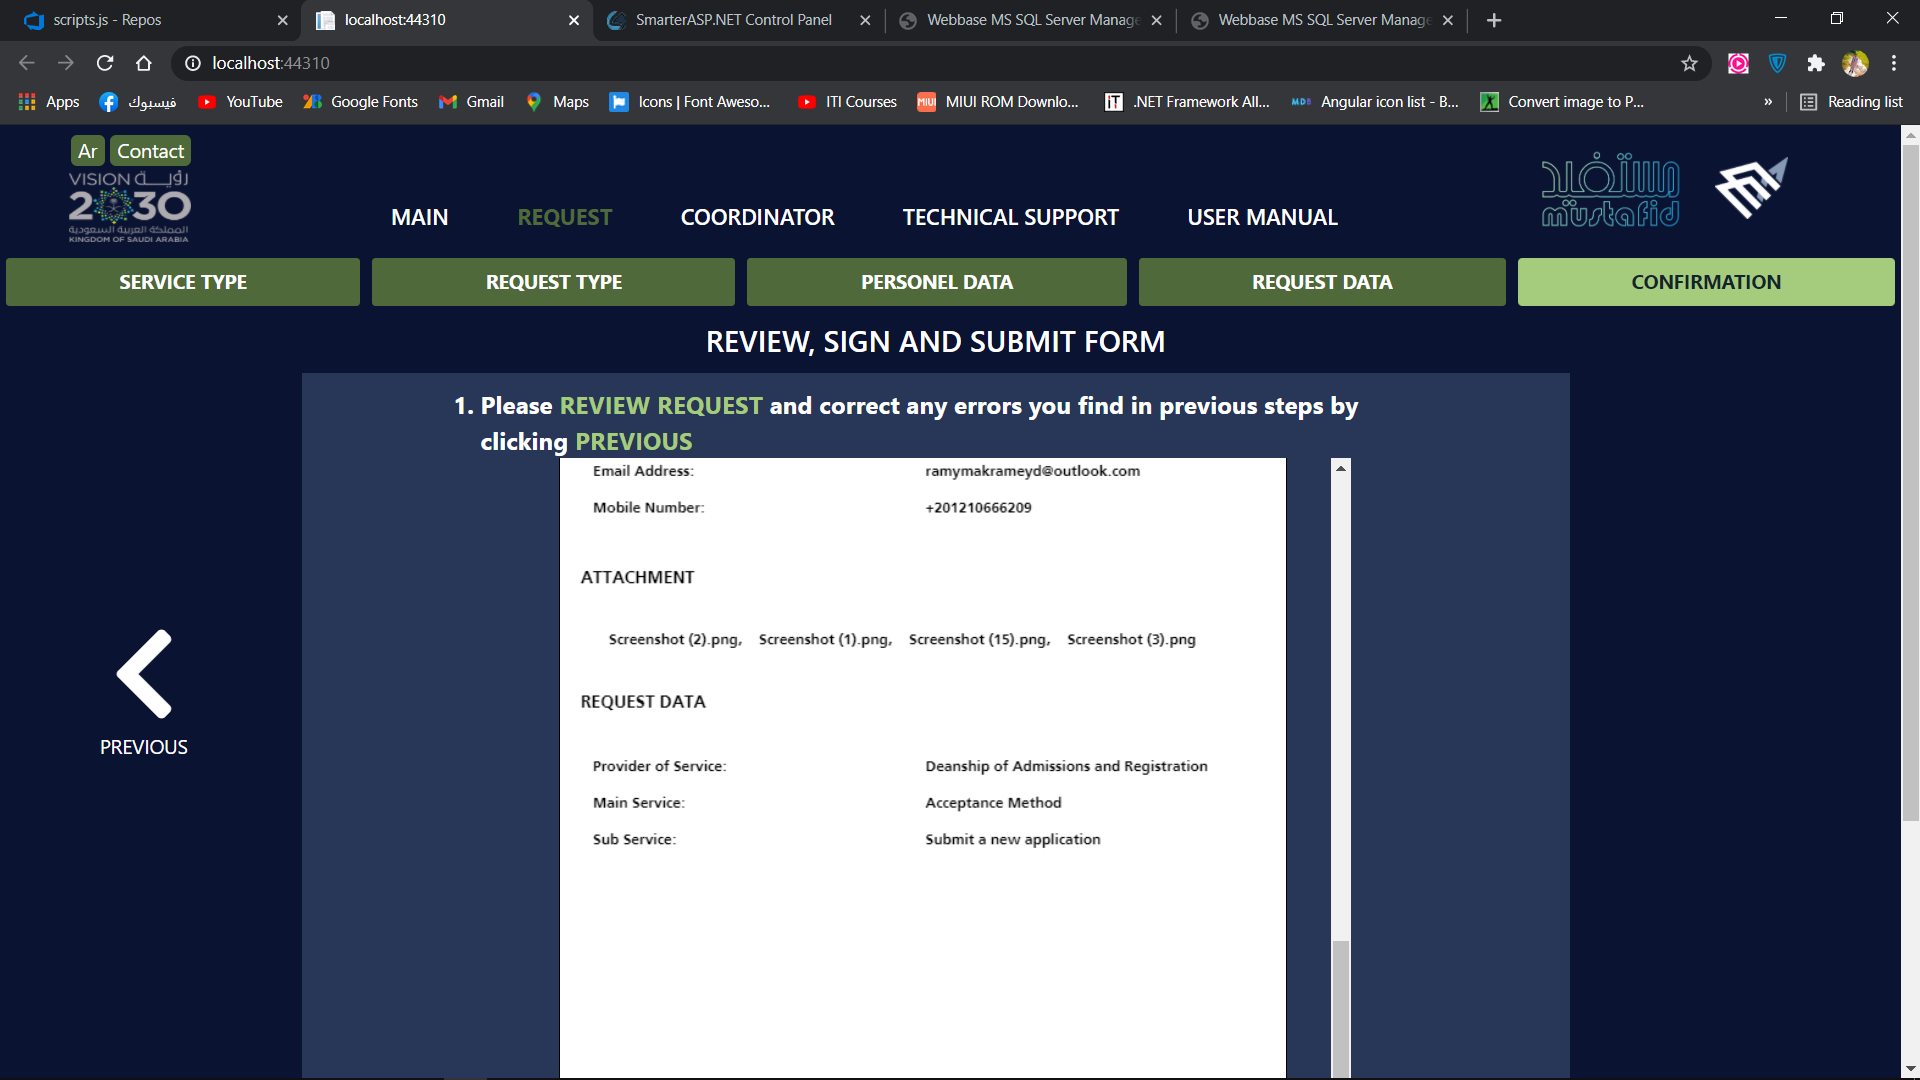 scripts.js - Repos
localhost:44310
SmarterASP.NET Control Panel
Webbase MS SQL Server Manage
Webbase MS SQL Server Manage
localhost:44310
Apps
فيسبوك
YouTube
Google Fonts
Gmail
Maps
Icons | Font Aweso...
ITI Courses
MIUI ROM Downlo...
.NET Framework All...
Angular icon list - B...
Convert image to P...
»
Reading list
Ar Contact
VISION رؤيــة
2030
المملكة العربية السعودية
KINGDOM OF SAUDI ARABIA
MAIN
REQUEST
COORDINATOR
TECHNICAL SUPPORT
USER MANUAL
مستفيد
mustafid
SERVICE TYPE
REQUEST TYPE
PERSONEL DATA
REQUEST DATA
CONFIRMATION
REVIEW, SIGN AND SUBMIT FORM
1. Please REVIEW REQUEST and correct any errors you find in previous steps by
clicking PREVIOUS
Email Address: ramymakrameyd@outlook.com
Mobile Number: +201210666209
ATTACHMENT
Screenshot (2).png, Screenshot (1).png, Screenshot (15).png, Screenshot (3).png
REQUEST DATA
Provider of Service: Deanship of Admissions and Registration
Main Service: Acceptance Method
Sub Service: Submit a new application
PREVIOUS